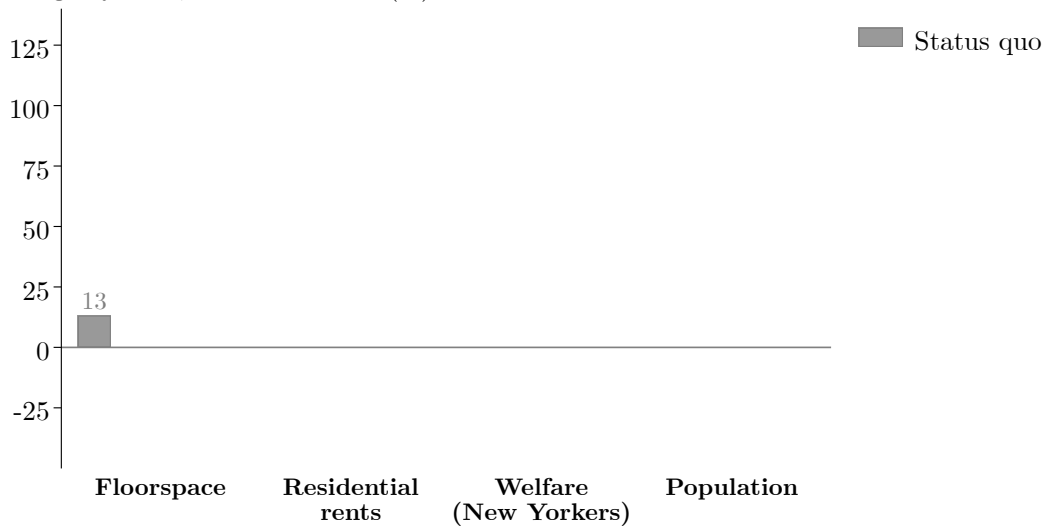 125
Status quo
100
75
50
25
13
0
-25
Floorspace
Residential
rents
Welfare
(New Yorkers)
Population